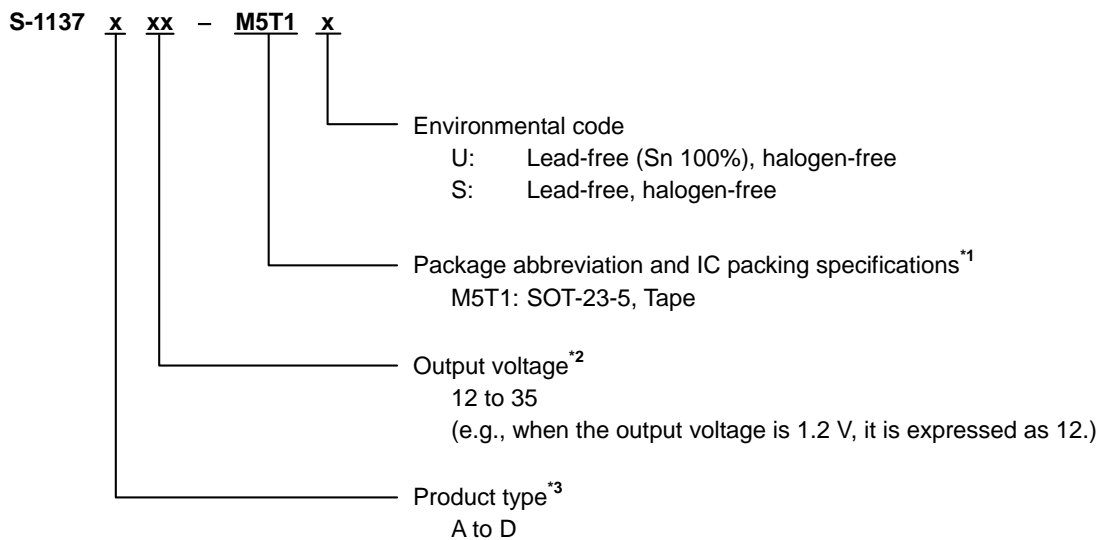 S-1137 x xx – M5T1 x
Environmental code
U: Lead-free (Sn 100%), halogen-free
S: Lead-free, halogen-free
Package abbreviation and IC packing specifications*1
M5T1: SOT-23-5, Tape
Output voltage*2
12 to 35
(e.g., when the output voltage is 1.2 V, it is expressed as 12.)
Product type*3
A to D